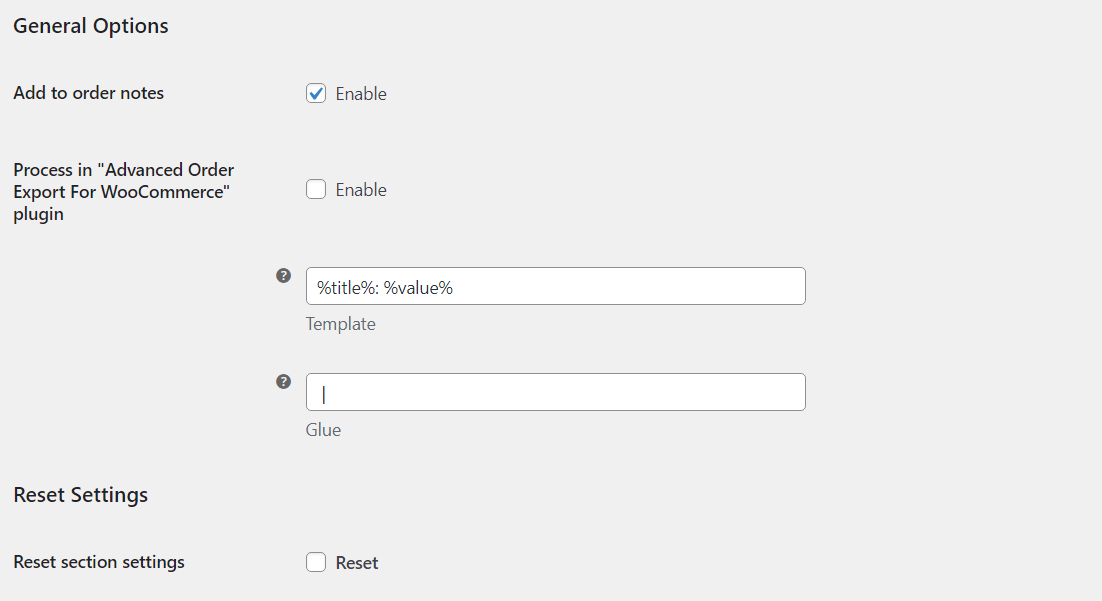 General Options
Add to order notes
Enable
Process in "Advanced Order
Export For WooCommerce"
plugin
Enable
%title%: %value%
Template
|
Glue
Reset Settings
Reset section settings
Reset